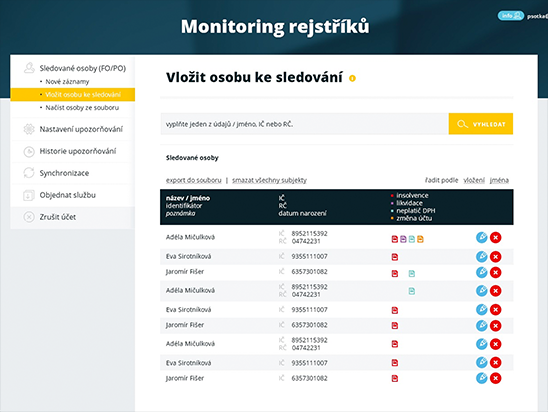 Monitoring rejstříků
info
psotka@
Sledované osoby (FO/PO)
• Nové záznamy
• Vložit osobu ke sledování
• Načíst osoby ze souboru
Nastavení upozorňování
Historie upozorňování
Synchronizace
Objednat službu
Zrušit účet
Vložit osobu ke sledování
vyplňte jeden z údajů / jméno, IČ nebo RČ.
VYHLEDAT
Sledované osoby
export do souboru | smazat všechny subjekty
řadit podle vložení jména
název / jméno IČ insolvence
identifikátor RČ likvidace
poznámka datum narození neplatič DPH
změna účtu
Adéla Mičulková IČ 8952115392
RČ 04742231
Eva Sirotníková IČ 9355111007
Jaromír Fišer IČ 6357301082
Adéla Mičulková IČ 8952115392
RČ 04742231
Eva Sirotníková IČ 9355111007
Jaromír Fišer IČ 6357301082
Adéla Mičulková IČ 8952115392
RČ 04742231
Eva Sirotníková IČ 9355111007
Jaromír Fišer IČ 6357301082